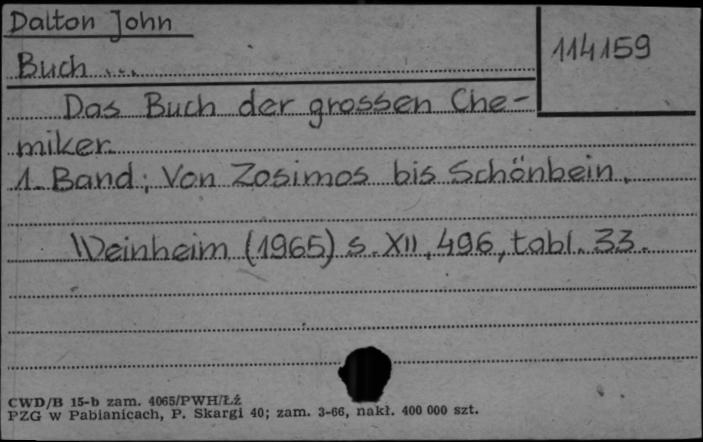 Dalton John
114159
Buch ...
Das Buch der grossen Che-
miker.
1. Band: Von Zosimos bis Schönbein.
Weinheim (1965) s. XII, 496, tabl. 33.
CWD/B 15-b zam. 4065/PWH/Łź
PZG w Pabianicach, P. Skargi 40; zam. 3-66, nakł. 400 000 szt.